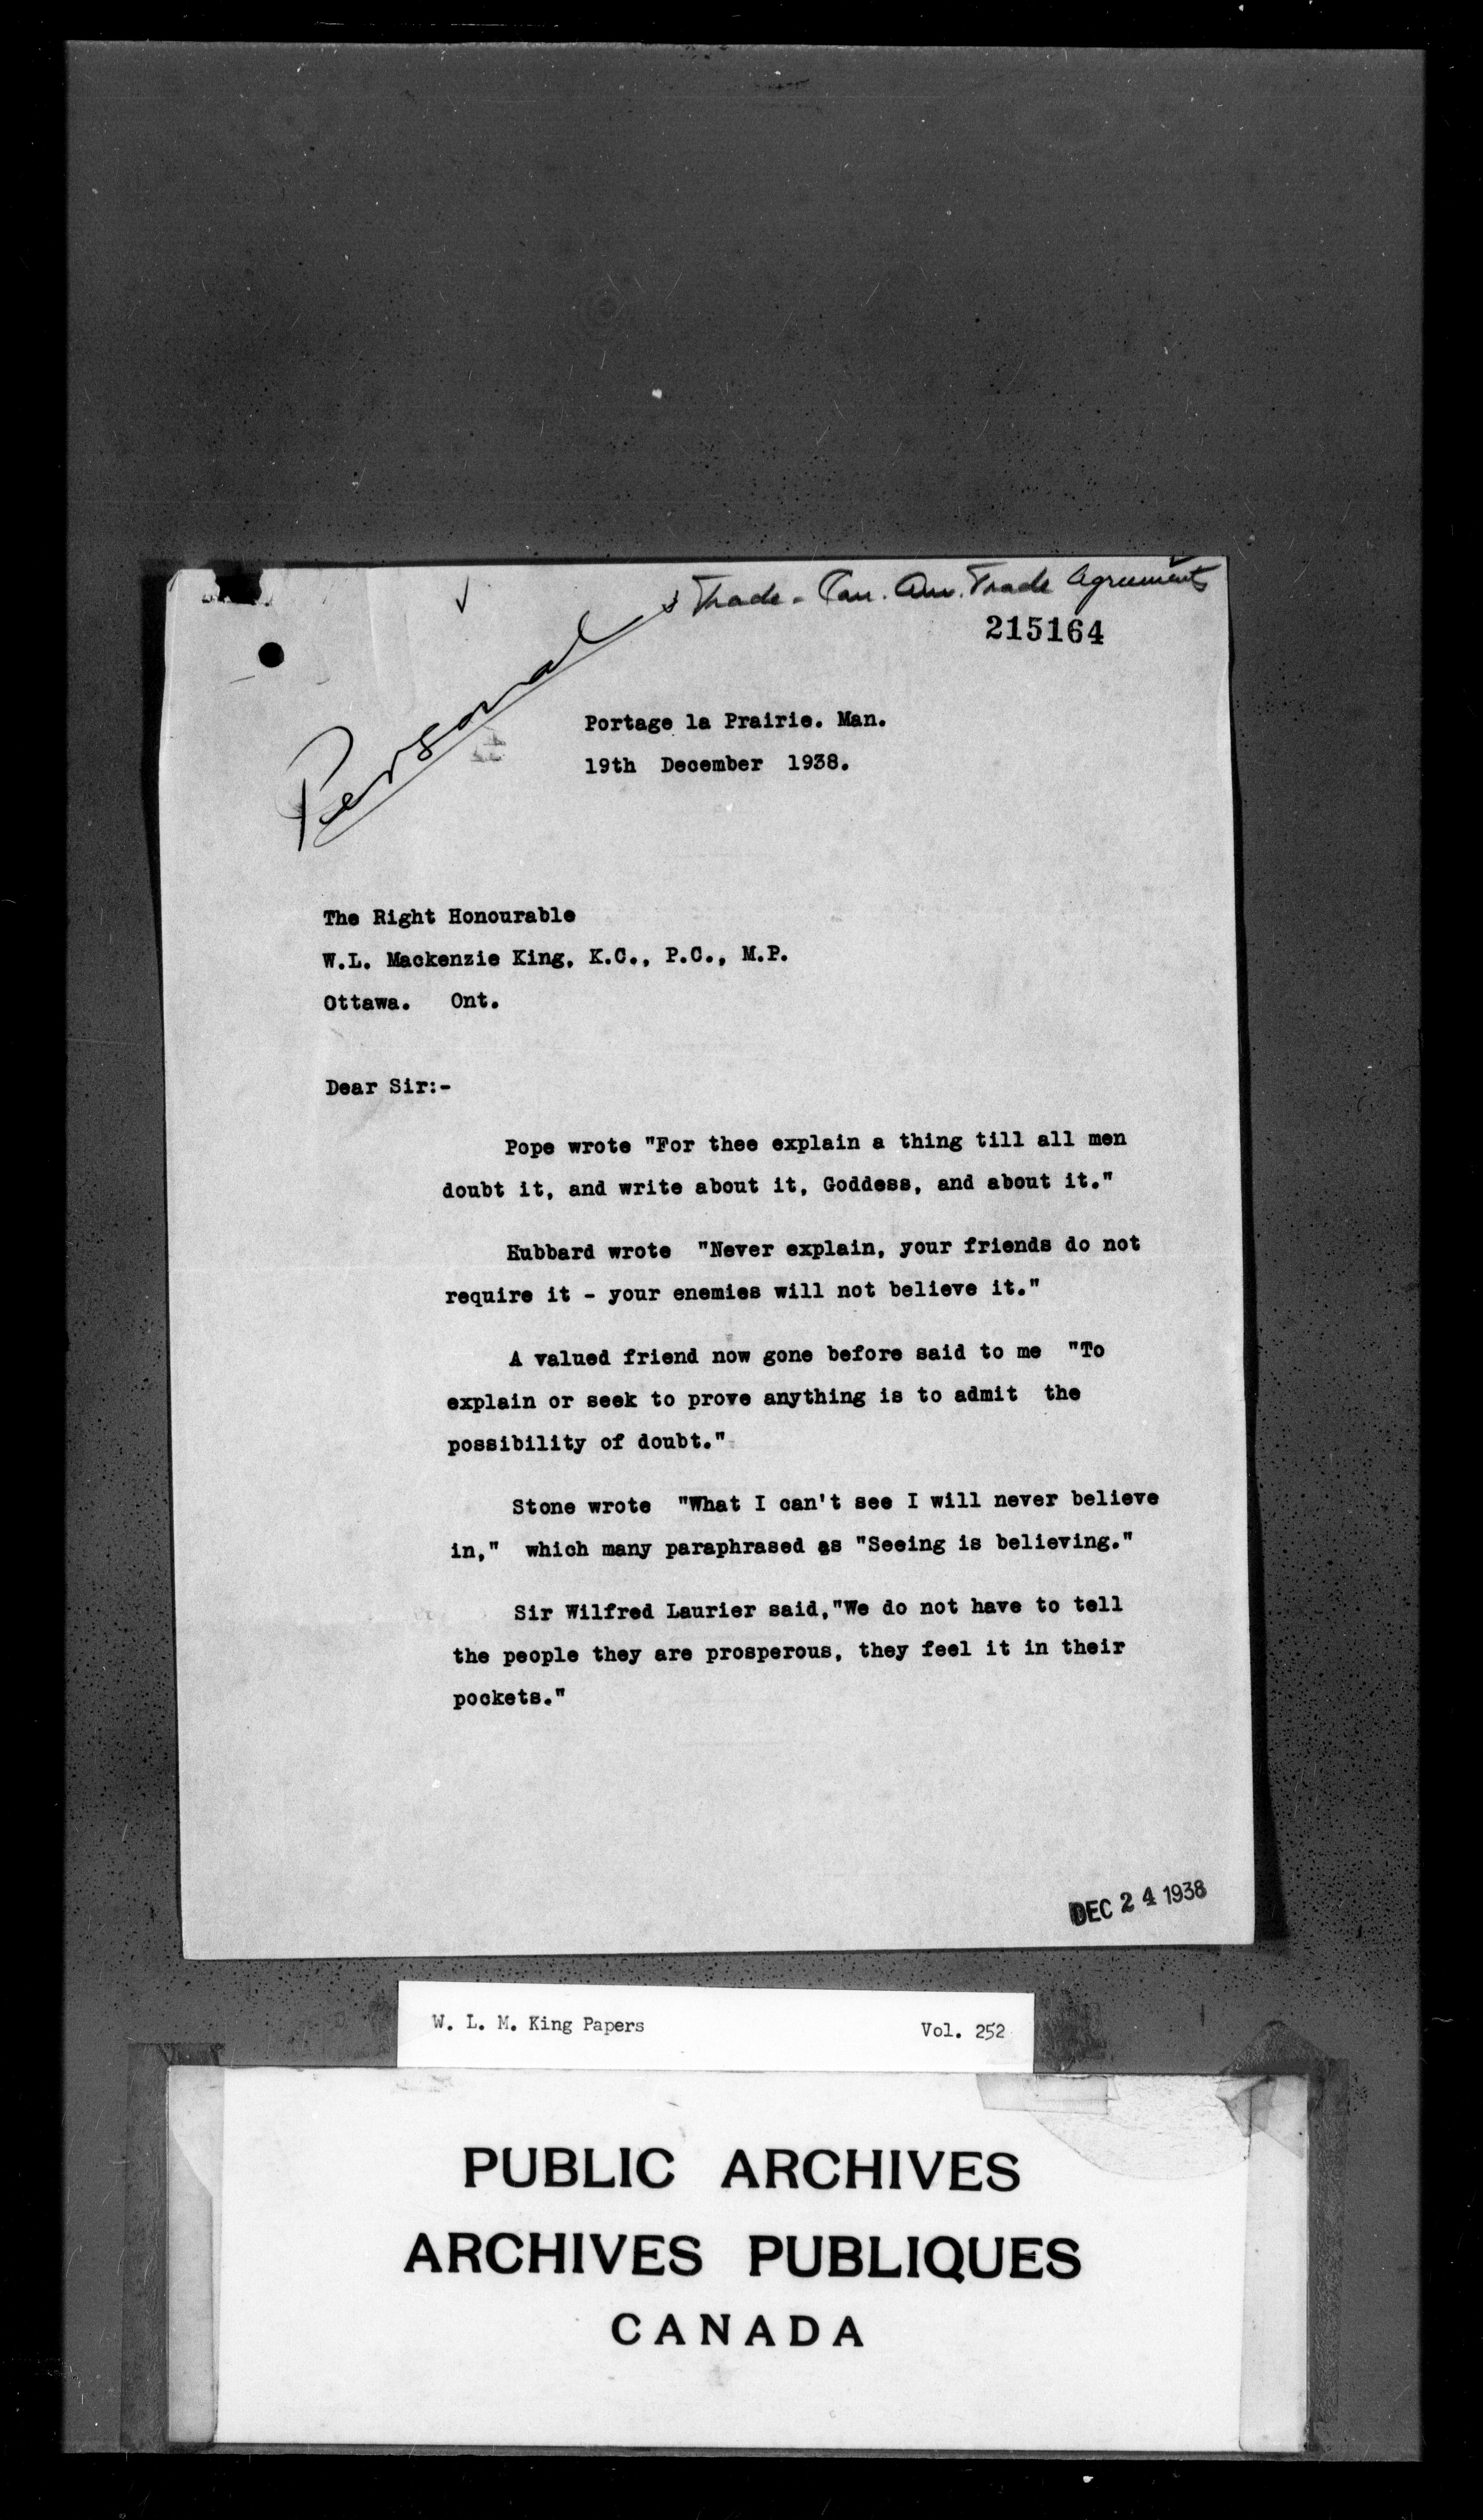 Trade - Can. Am. Trade Agreements
215164
Personal
Portage la Prairie. Man.
19th December 1938.
The Right Honourable
W.L. Mackenzie King, K.C., P.C., M.P.
Ottawa. Ont.
Dear Sir:-
Pope wrote "For thee explain a thing till all men
doubt it, and write about it, Goddess, and about it."
Hubbard wrote "Never explain, your friends do not
require it - your enemies will not believe it."
A valued friend now gone before said to me "To
explain or seek to prove anything is to admit the
possibility of doubt."
Stone wrote "What I can't see I will never believe
in," which many paraphrased as "Seeing is believing."
Sir Wilfred Laurier said,"We do not have to tell
the people they are prosperous, they feel it in their
pockets."
DEC 24 1938
W. L. M. King Papers Vol. 252
PUBLIC ARCHIVES
ARCHIVES PUBLIQUES
CANADA